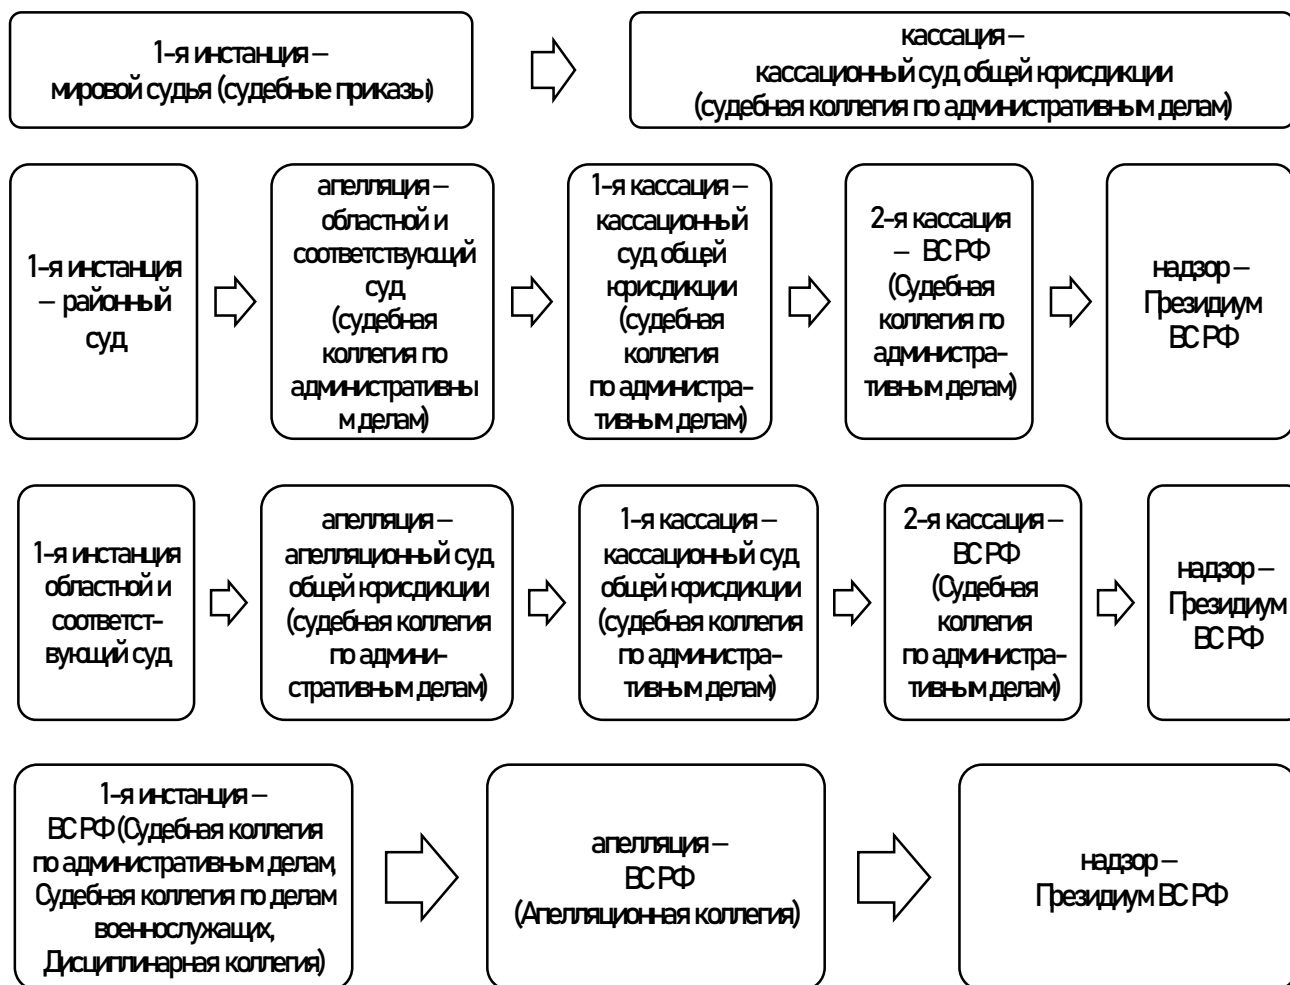 1-я инстанция –
мировой судья (судебные приказы)
кассация –
кассационный суд общей юрисдикции
(судебная коллегия по административным делам)
1-я инстанция
– районный
суд
апелляция –
областной и
соответствующий
суд
(судебная
коллегия по
административны
м делам)
1-я кассация –
кассационный
суд общей
юрисдикции
(судебная
коллегия
по администра-
тивным делам)
2-я кассация
– ВС РФ
(Судебная
коллегия по
администра-
тивным делам)
надзор –
Президиум
ВС РФ
1-я инстанция
областной и
соответст-
вующий суд
апелляция –
апелляционный суд
общей юрисдикции
(судебная коллегия
по админи-
стративным делам)
1-я кассация –
кассационный суд
общей юрисдикции
(судебная коллегия
по администра-
тивным делам)
2-я кассация –
ВС РФ
(Судебная
коллегия
по администра-
тивным делам)
надзор –
Президиум
ВС РФ
1-я инстанция –
ВС РФ (Судебная коллегия
по административным делам,
Судебная коллегия по делам
военнослужащих,
Дисциплинарная коллегия)
апелляция –
ВС РФ
(Апелляционная коллегия)
надзор –
Президиум ВС РФ